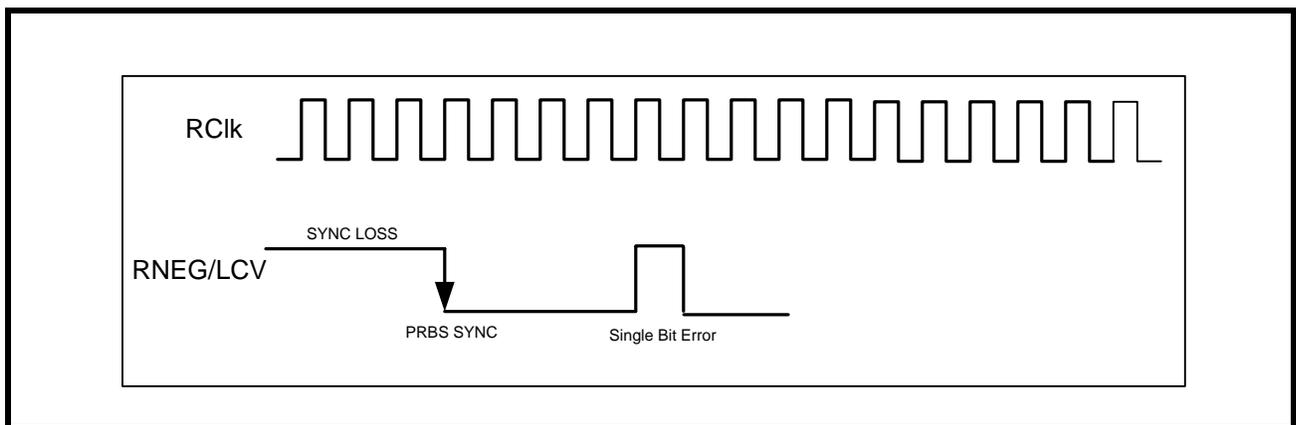 RClk
SYNC LOSS
RNEG/LCV
PRBS SYNC
Single Bit Error